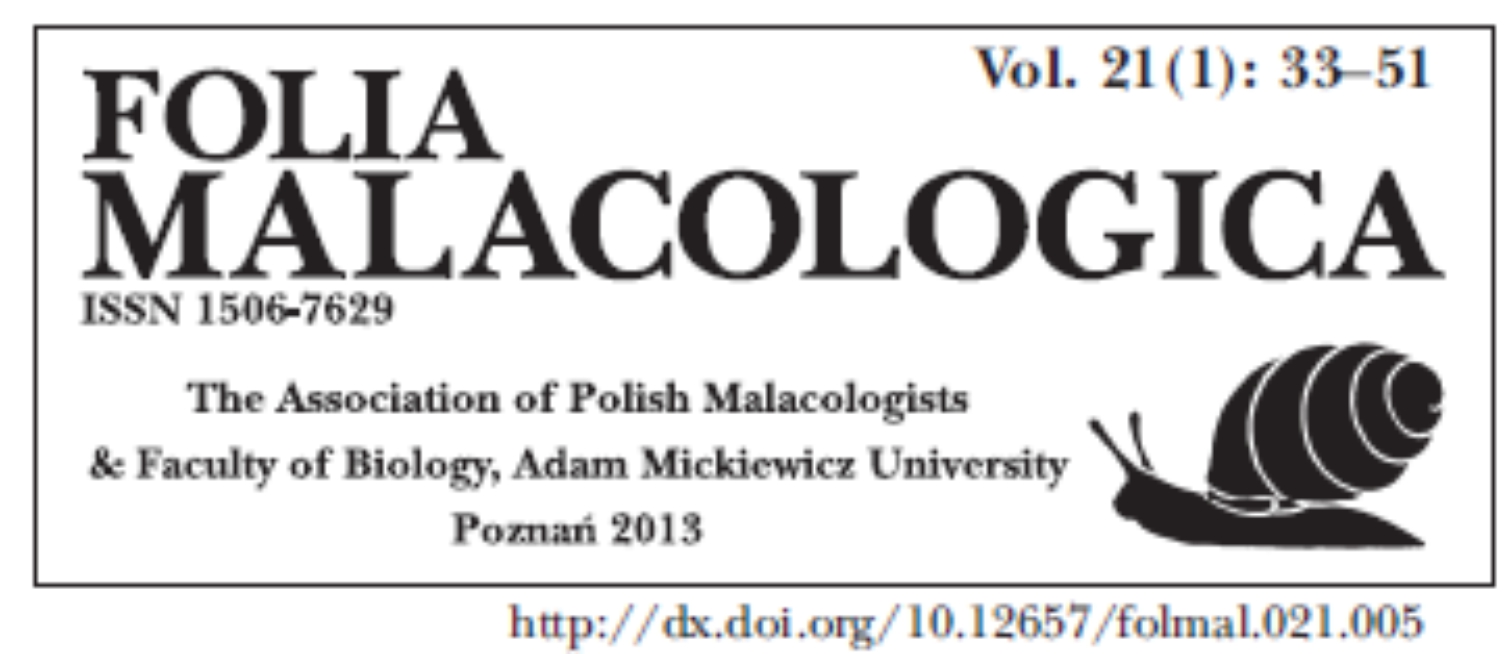 Vol. 21(1): 33–51
FOLIA
MALACOLOGICA
ISSN 1506-7629
The Association of Polish Malacologists
& Faculty of Biology, Adam Mickiewicz University
Poznań 2013
http://dx.doi.org/10.12657/folmal.021.005